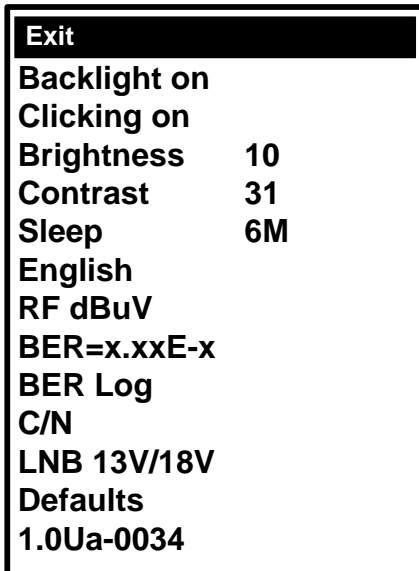 Exit
Backlight on
Clicking on
Brightness 10
Contrast 31
Sleep 6M
English
RF dBuV
BER=x.xxE-x
BER Log
C/N
LNB 13V/18V
Defaults
1.0Ua-0034